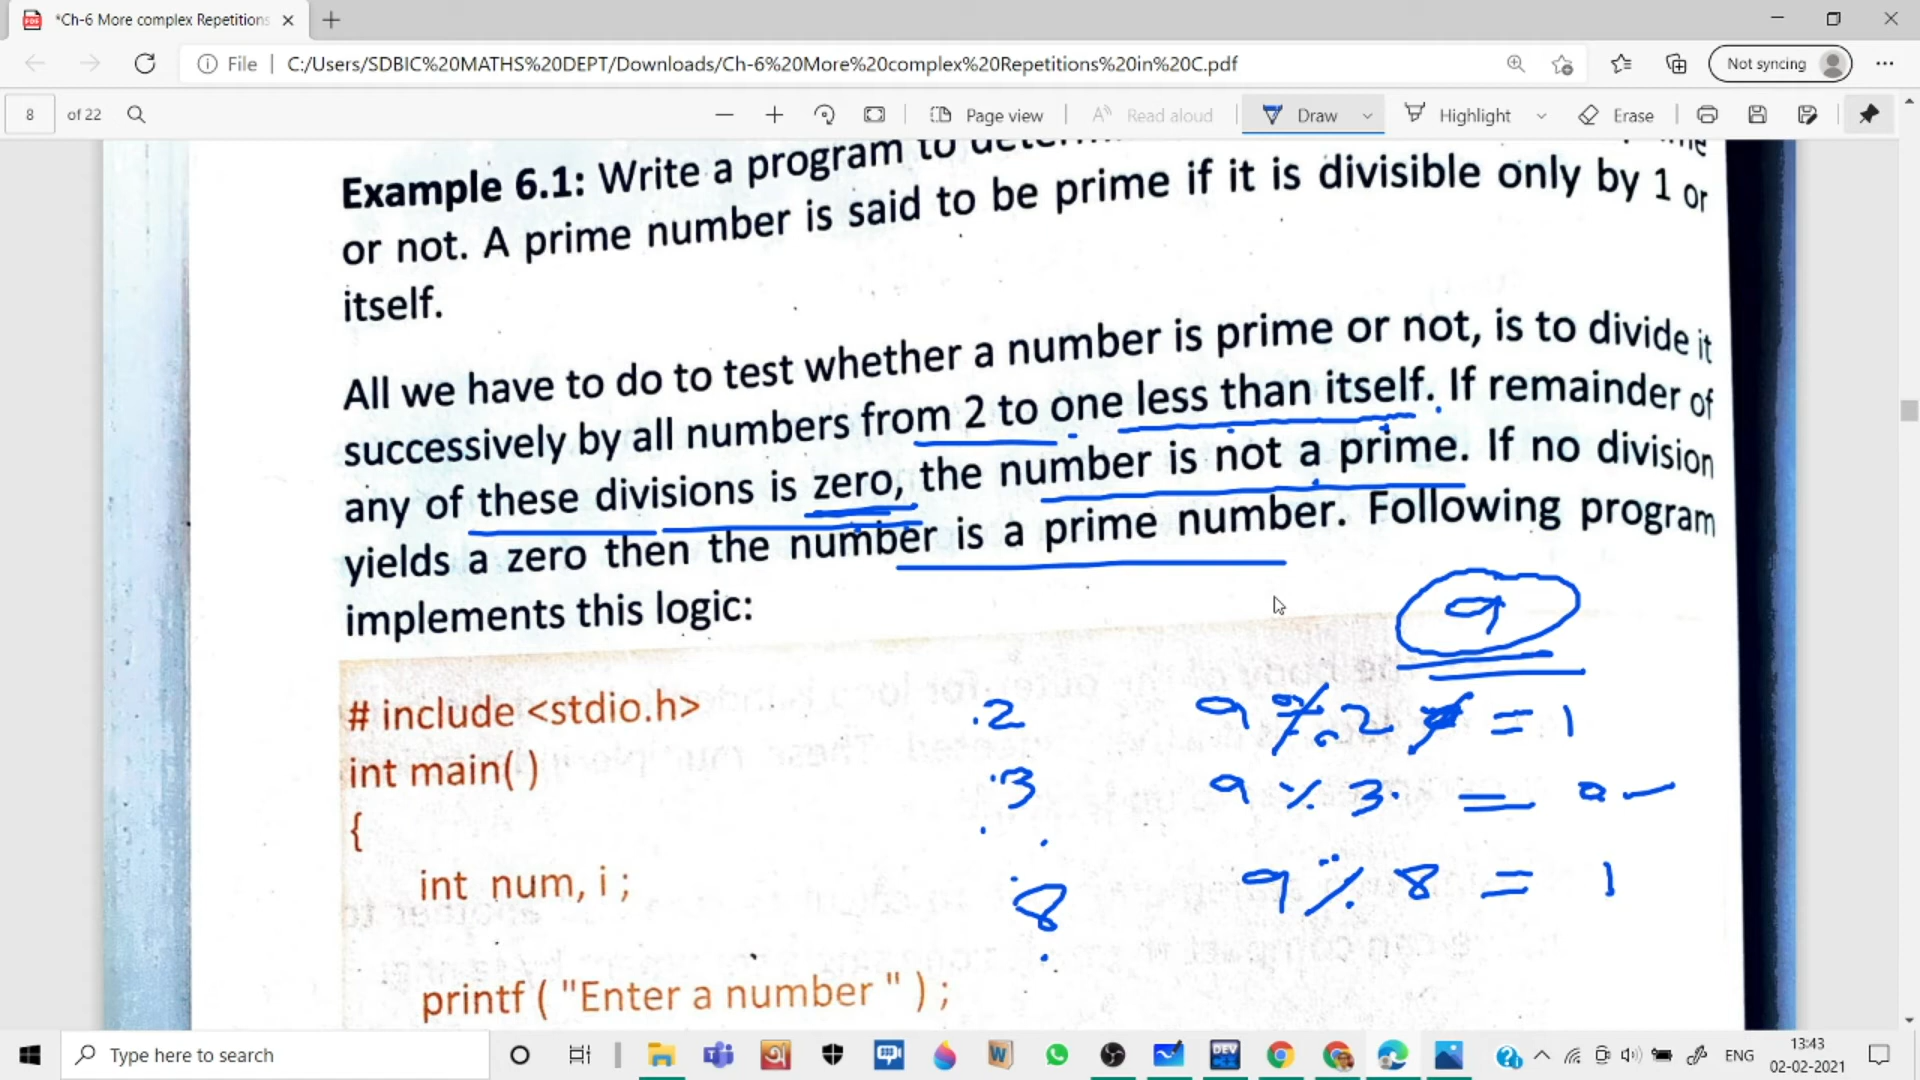 *Ch-6 More complex Repetitions
File
C:/Users/SDBIC%20MATHS%20DEPT/Downloads/Ch-6%20More%20complex%20Repetitions%20in%20C.pdf
Not syncing
8 of 22
Page view
Read aloud
Draw
Highlight
Erase
Example 6.1: Write a program to
or not. A prime number is said to be prime if it is divisible only by 1 or
itself.
All we have to do to test whether a number is prime or not, is to divide it
successively by all numbers from 2 to one less than itself. If remainder of
any of these divisions is zero, the number is not a prime. If no division
yields a zero then the number is a prime number. Following program
implements this logic:
9
# include <stdio.h>
2
9 % 2 = 1
int main( )
3
9 % 3 = 0
{
int num, i ;
8
9 % 8 = 1
printf ( "Enter a number " ) ;
Type here to search
ENG
13:43
02-02-2021